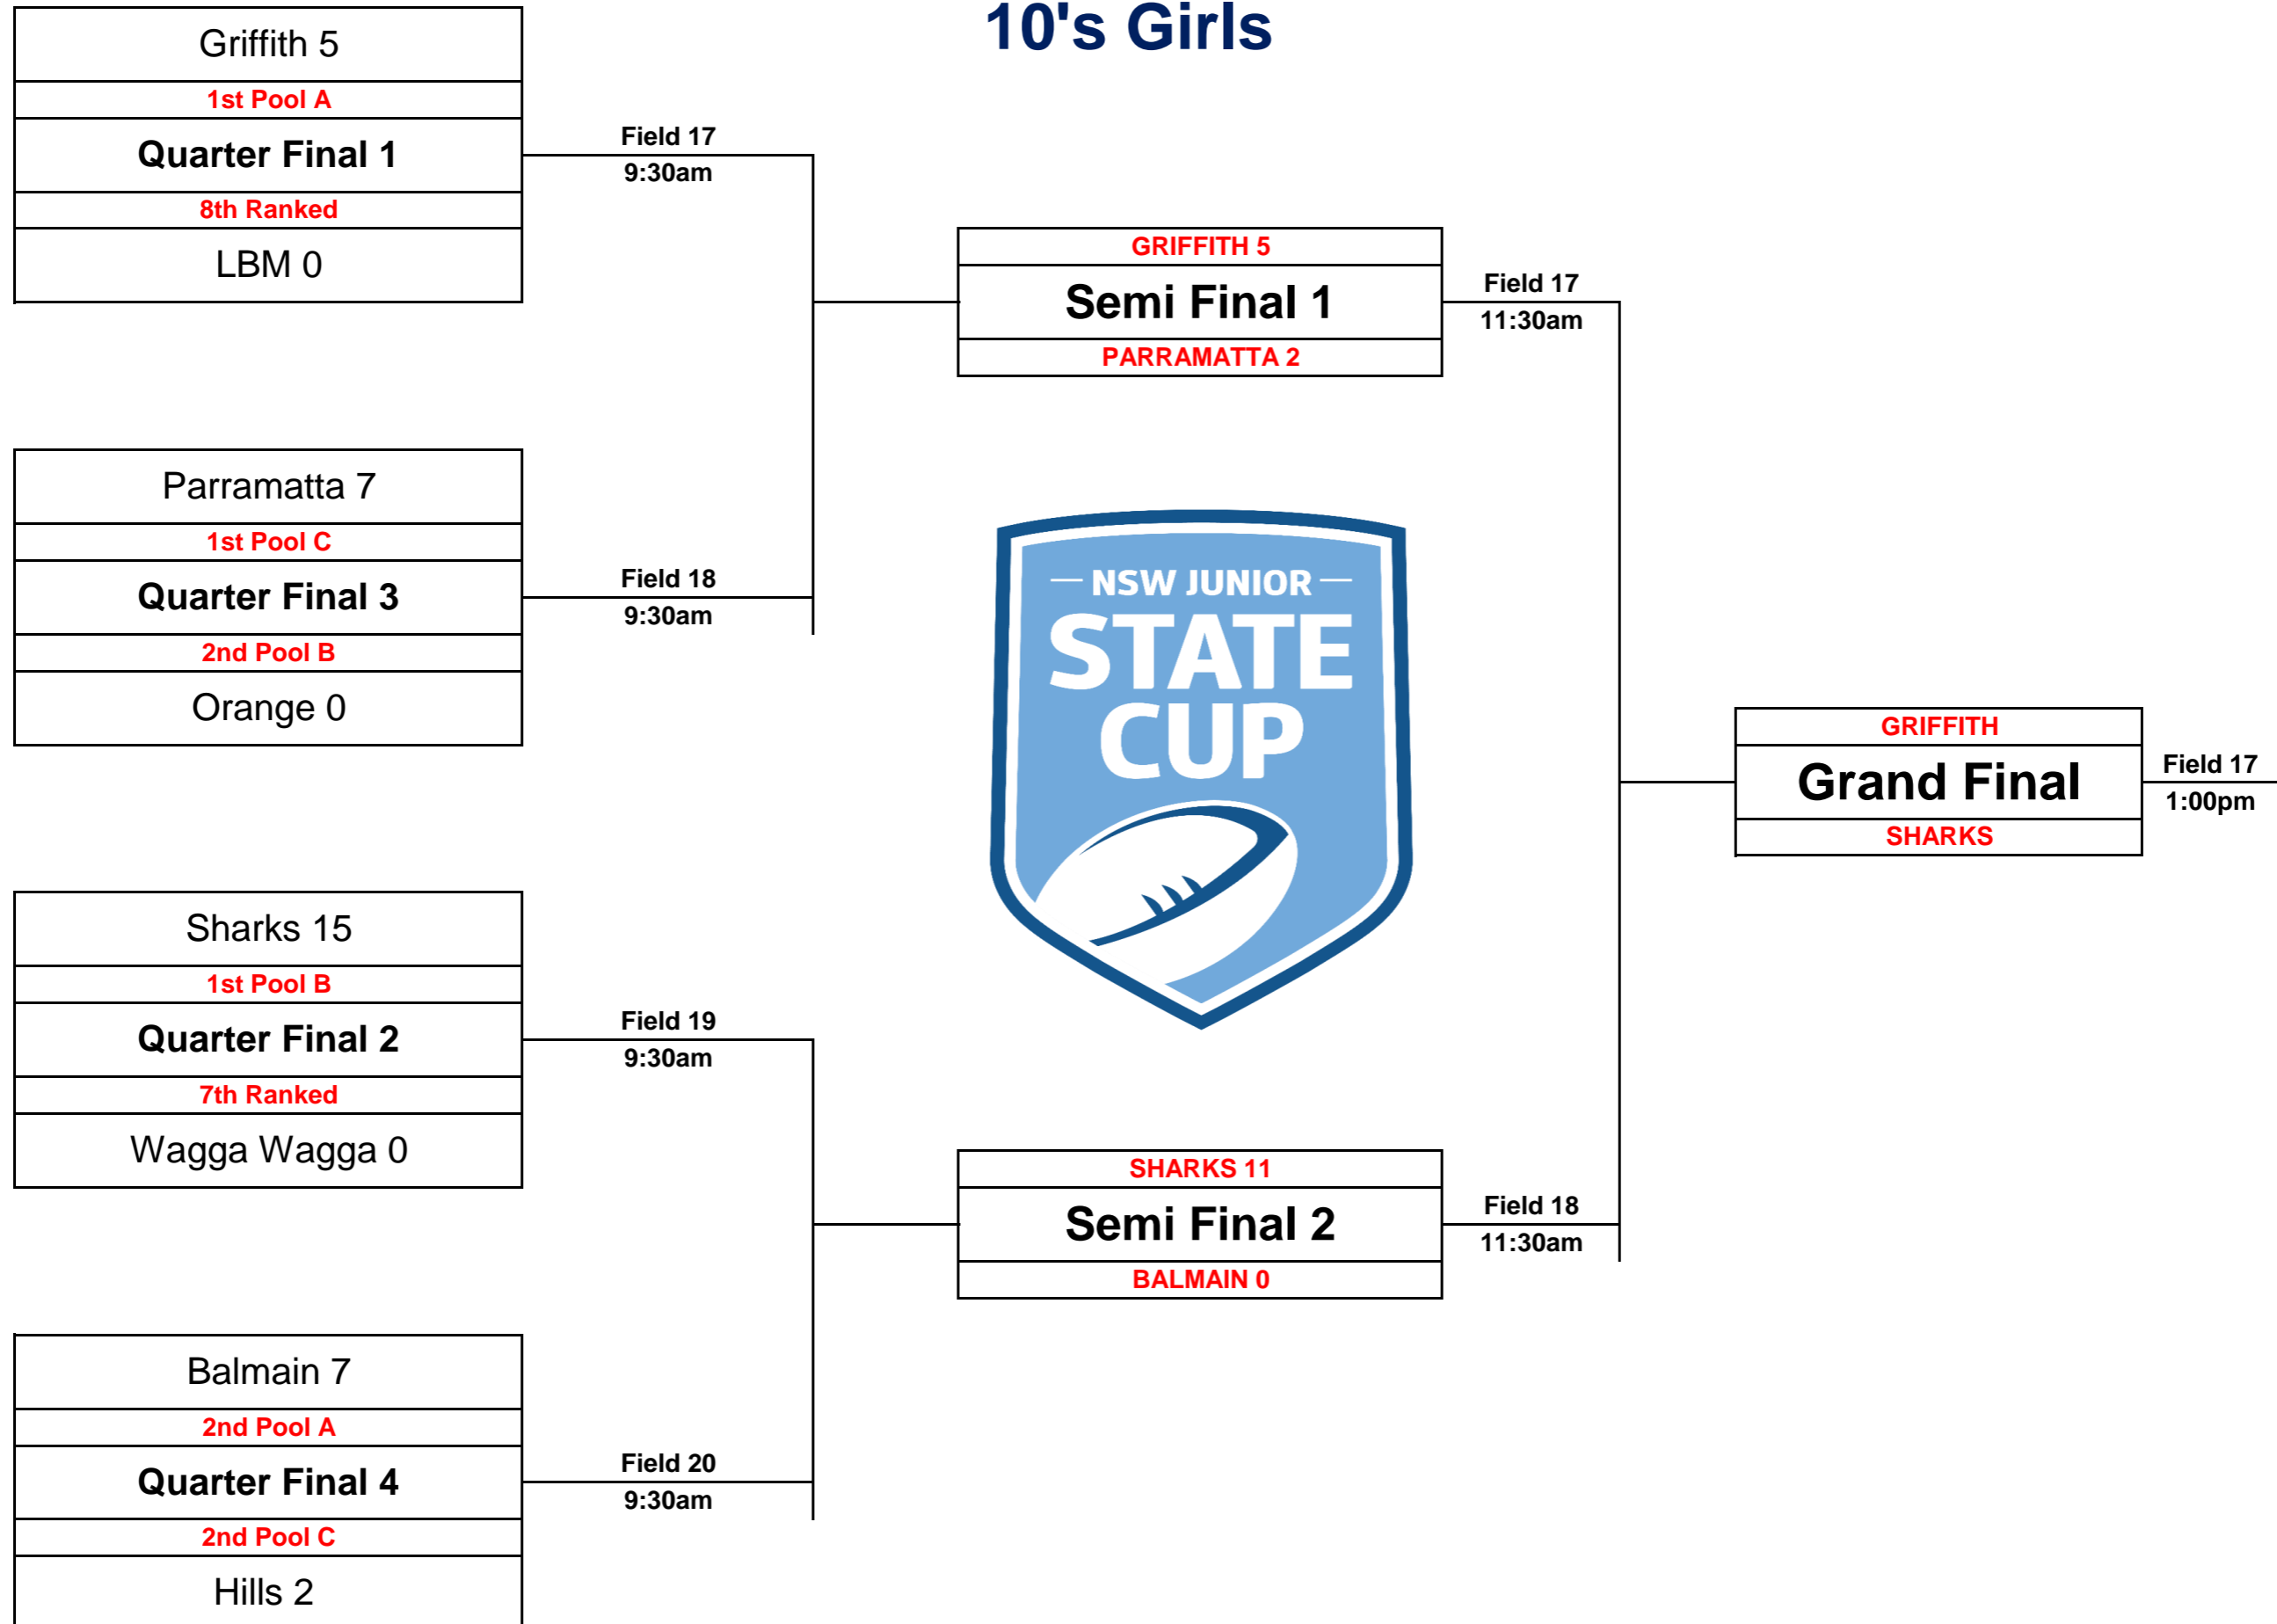 10's Girls
Griffith 5
1st Pool A
Quarter Final 1
8th Ranked
LBM 0
Field 17
9:30am
Parramatta 7
1st Pool C
Quarter Final 3
2nd Pool B
Orange 0
Field 18
9:30am
Sharks 15
1st Pool B
Quarter Final 2
7th Ranked
Wagga Wagga 0
Field 19
9:30am
Balmain 7
2nd Pool A
Quarter Final 4
2nd Pool C
Hills 2
Field 20
9:30am
GRIFFITH 5
Semi Final 1
PARRAMATTA 2
Field 17
11:30am
NSW JUNIOR
STATE
CUP
SHARKS 11
Semi Final 2
BALMAIN 0
Field 18
11:30am
GRIFFITH
Grand Final
SHARKS
Field 17
1:00pm